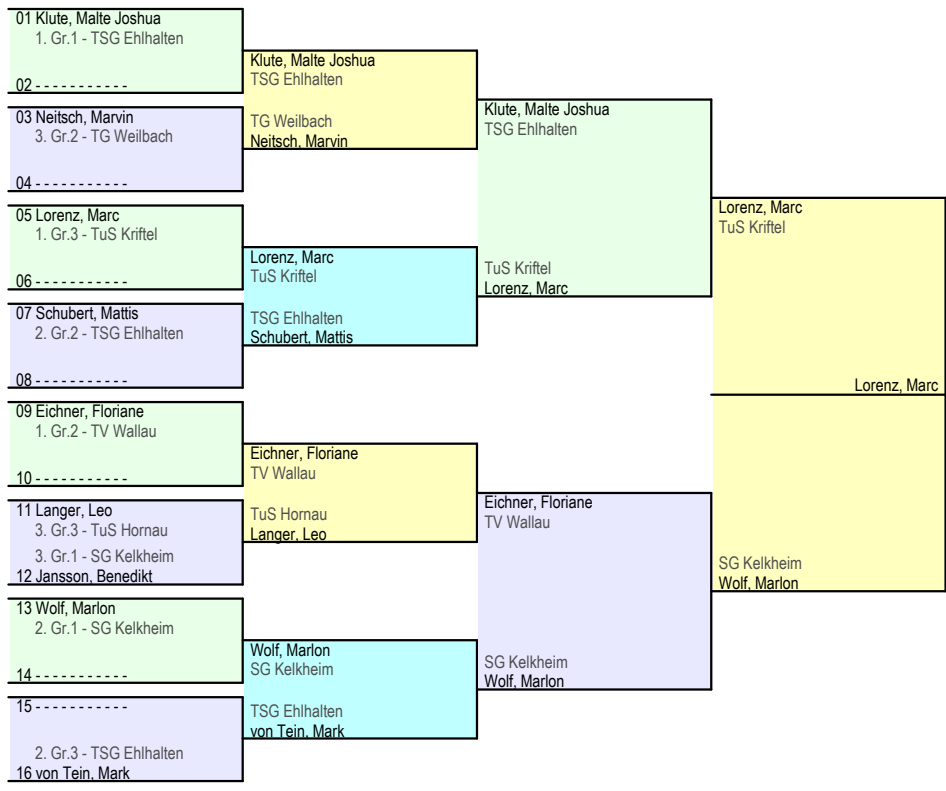 01 Klute, Malte Joshua
1. Gr.1 - TSG Ehlhalten
02 - - - - - - - - - - -
03 Neitsch, Marvin
3. Gr.2 - TG Weilbach
04 - - - - - - - - - - -
05 Lorenz, Marc
1. Gr.3 - TuS Kriftel
06 - - - - - - - - - - -
07 Schubert, Mattis
2. Gr.2 - TSG Ehlhalten
08 - - - - - - - - - - -
09 Eichner, Floriane
1. Gr.2 - TV Wallau
10 - - - - - - - - - - -
11 Langer, Leo
3. Gr.3 - TuS Hornau
3. Gr.1 - SG Kelkheim
12 Jansson, Benedikt
13 Wolf, Marlon
2. Gr.1 - SG Kelkheim
14 - - - - - - - - - - -
15 - - - - - - - - - - -
2. Gr.3 - TSG Ehlhalten
16 von Tein, Mark
Klute, Malte Joshua
TSG Ehlhalten
TG Weilbach
Neitsch, Marvin
Lorenz, Marc
TuS Kriftel
TSG Ehlhalten
Schubert, Mattis
Eichner, Floriane
TV Wallau
TuS Hornau
Langer, Leo
Wolf, Marlon
SG Kelkheim
TSG Ehlhalten
von Tein, Mark
Klute, Malte Joshua
TSG Ehlhalten
TuS Kriftel
Lorenz, Marc
Eichner, Floriane
TV Wallau
SG Kelkheim
Wolf, Marlon
Lorenz, Marc
TuS Kriftel
SG Kelkheim
Wolf, Marlon
Lorenz, Marc